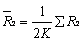 R̅₂ = 1/2K ∑ R₂